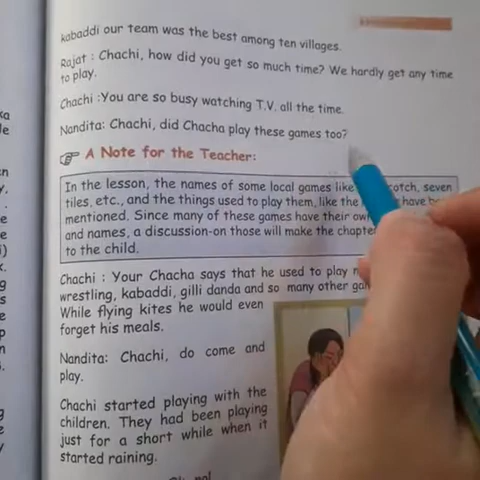 kabaddi our team was the best among ten villages.
Rajat : Chachi, how did you get so much time? We hardly get any time
to play.
Chachi :You are so busy watching T.V. all the time.
Nandita: Chachi, did Chacha play these games too?
A Note for the Teacher:
In the lesson, the names of some local games like seven
tiles, etc., and the things used to play them, like the have
mentioned. Since many of these games have their own
and names, a discussion-on those will make the chapter
to the child.
Chachi : Your Chacha says that he used to play
wrestling, kabaddi, gilli danda and so many other
While flying kites he would even
forget his meals.
Nandita: Chachi, do come and
play.
Chachi started playing with the
children. They had been playing
just for a short while when it
started raining.